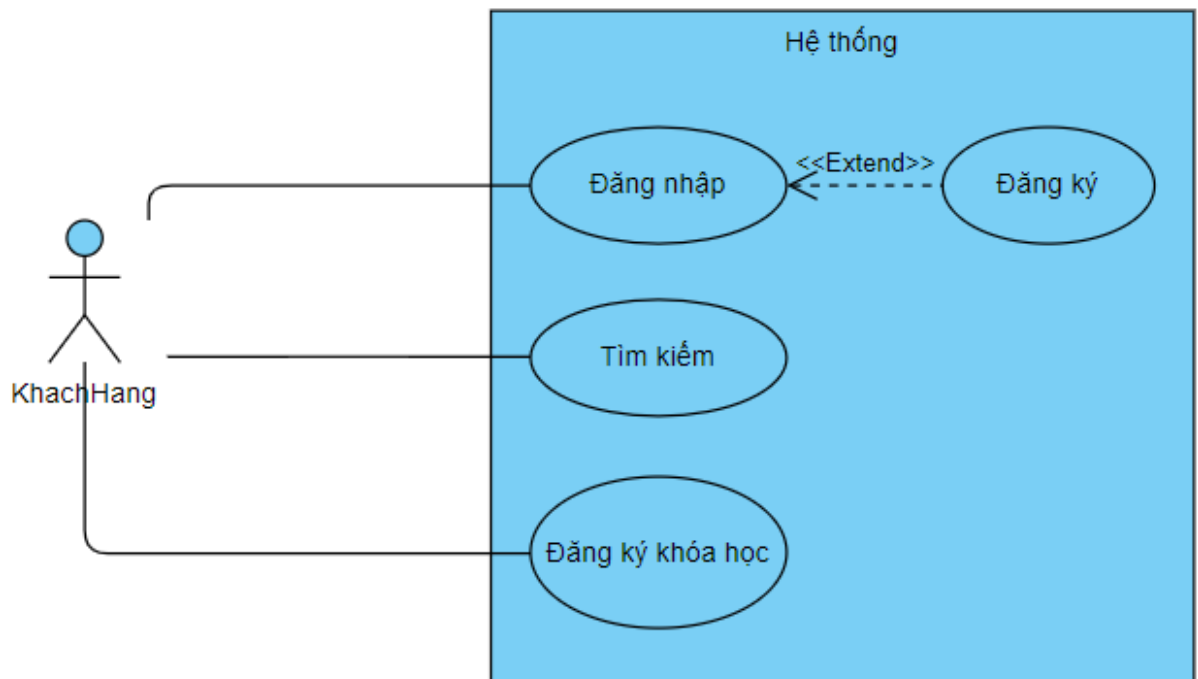 Hệ thống
Đăng nhập
<<Extend>>
Đăng ký
Tìm kiếm
KhachHang
Đăng ký khóa học